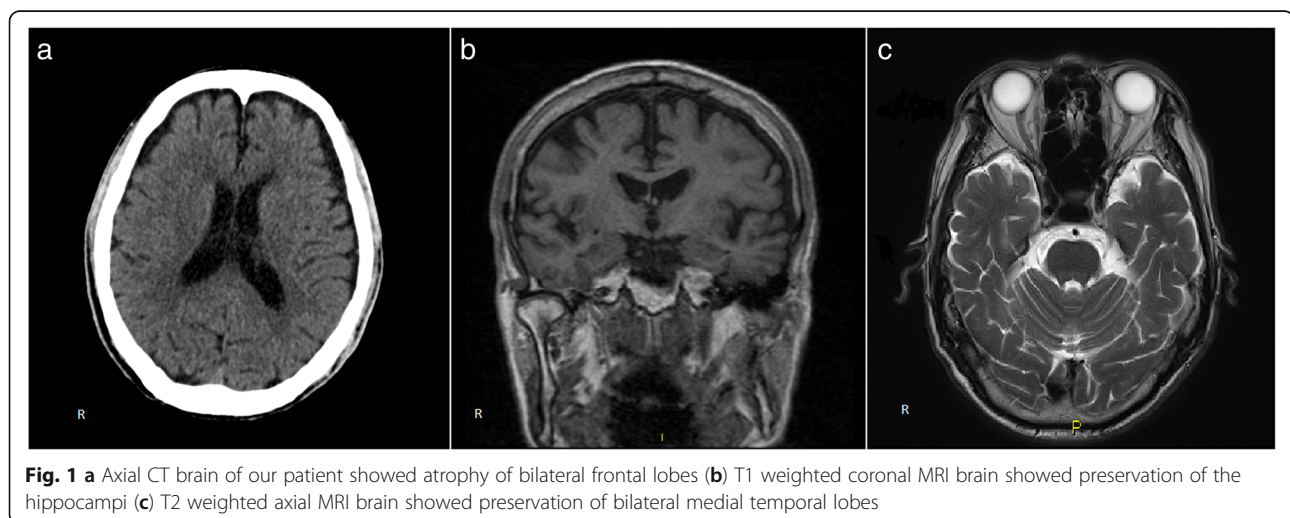 a
b
c
R
R
R
I
P
Fig. 1 a Axial CT brain of our patient showed atrophy of bilateral frontal lobes (b) T1 weighted coronal MRI brain showed preservation of the
hippocampi (c) T2 weighted axial MRI brain showed preservation of bilateral medial temporal lobes